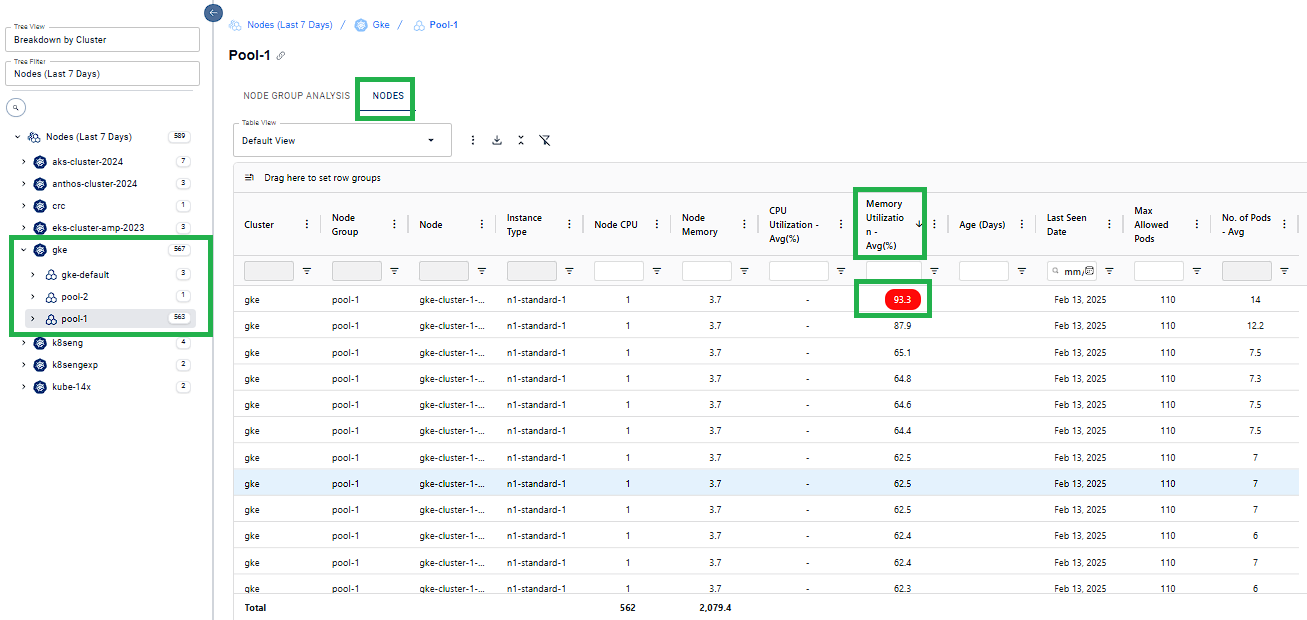 Tree View
Breakdown by Cluster
Tree Filter
Nodes (Last 7 Days)
Nodes (Last 7 Days) 589
aks-cluster-2024 7
anthos-cluster-2024 3
crc 1
eks-cluster-amp-2023 3
gke 567
gke-default 3
pool-2 1
pool-1 563
k8seng 4
k8sengexp 2
kube-14x 2
Nodes (Last 7 Days) / Gke / Pool-1
Pool-1
NODE GROUP ANALYSIS NODES
Table View
Default View
Drag here to set row groups
Cluster Node Group Node Instance Type Node CPU Node Memory CPU Utilization - Avg(%) Memory Utilizatio n - Avg(%) Age (Days) Last Seen Date Max Allowed Pods No. of Pods - Avg
mm/
gke pool-1 gke-cluster-1-... n1-standard-1 1 3.7 - 93.3 Feb 13, 2025 110 14
gke pool-1 gke-cluster-1-... n1-standard-1 1 3.7 - 87.9 Feb 13, 2025 110 12.2
gke pool-1 gke-cluster-1-... n1-standard-1 1 3.7 - 65.1 Feb 13, 2025 110 7.5
gke pool-1 gke-cluster-1-... n1-standard-1 1 3.7 - 64.8 Feb 13, 2025 110 7.3
gke pool-1 gke-cluster-1-... n1-standard-1 1 3.7 - 64.6 Feb 13, 2025 110 7.5
gke pool-1 gke-cluster-1-... n1-standard-1 1 3.7 - 64.4 Feb 13, 2025 110 7.5
gke pool-1 gke-cluster-1-... n1-standard-1 1 3.7 - 62.5 Feb 13, 2025 110 7
gke pool-1 gke-cluster-1-... n1-standard-1 1 3.7 - 62.5 Feb 13, 2025 110 7
gke pool-1 gke-cluster-1-... n1-standard-1 1 3.7 - 62.5 Feb 13, 2025 110 7
gke pool-1 gke-cluster-1-... n1-standard-1 1 3.7 - 62.4 Feb 13, 2025 110 6
gke pool-1 gke-cluster-1-... n1-standard-1 1 3.7 - 62.4 Feb 13, 2025 110 7
gke pool-1 gke-cluster-1-... n1-standard-1 1 3.7 - 62.3 Feb 13, 2025 110 6
Total 562 2,079.4